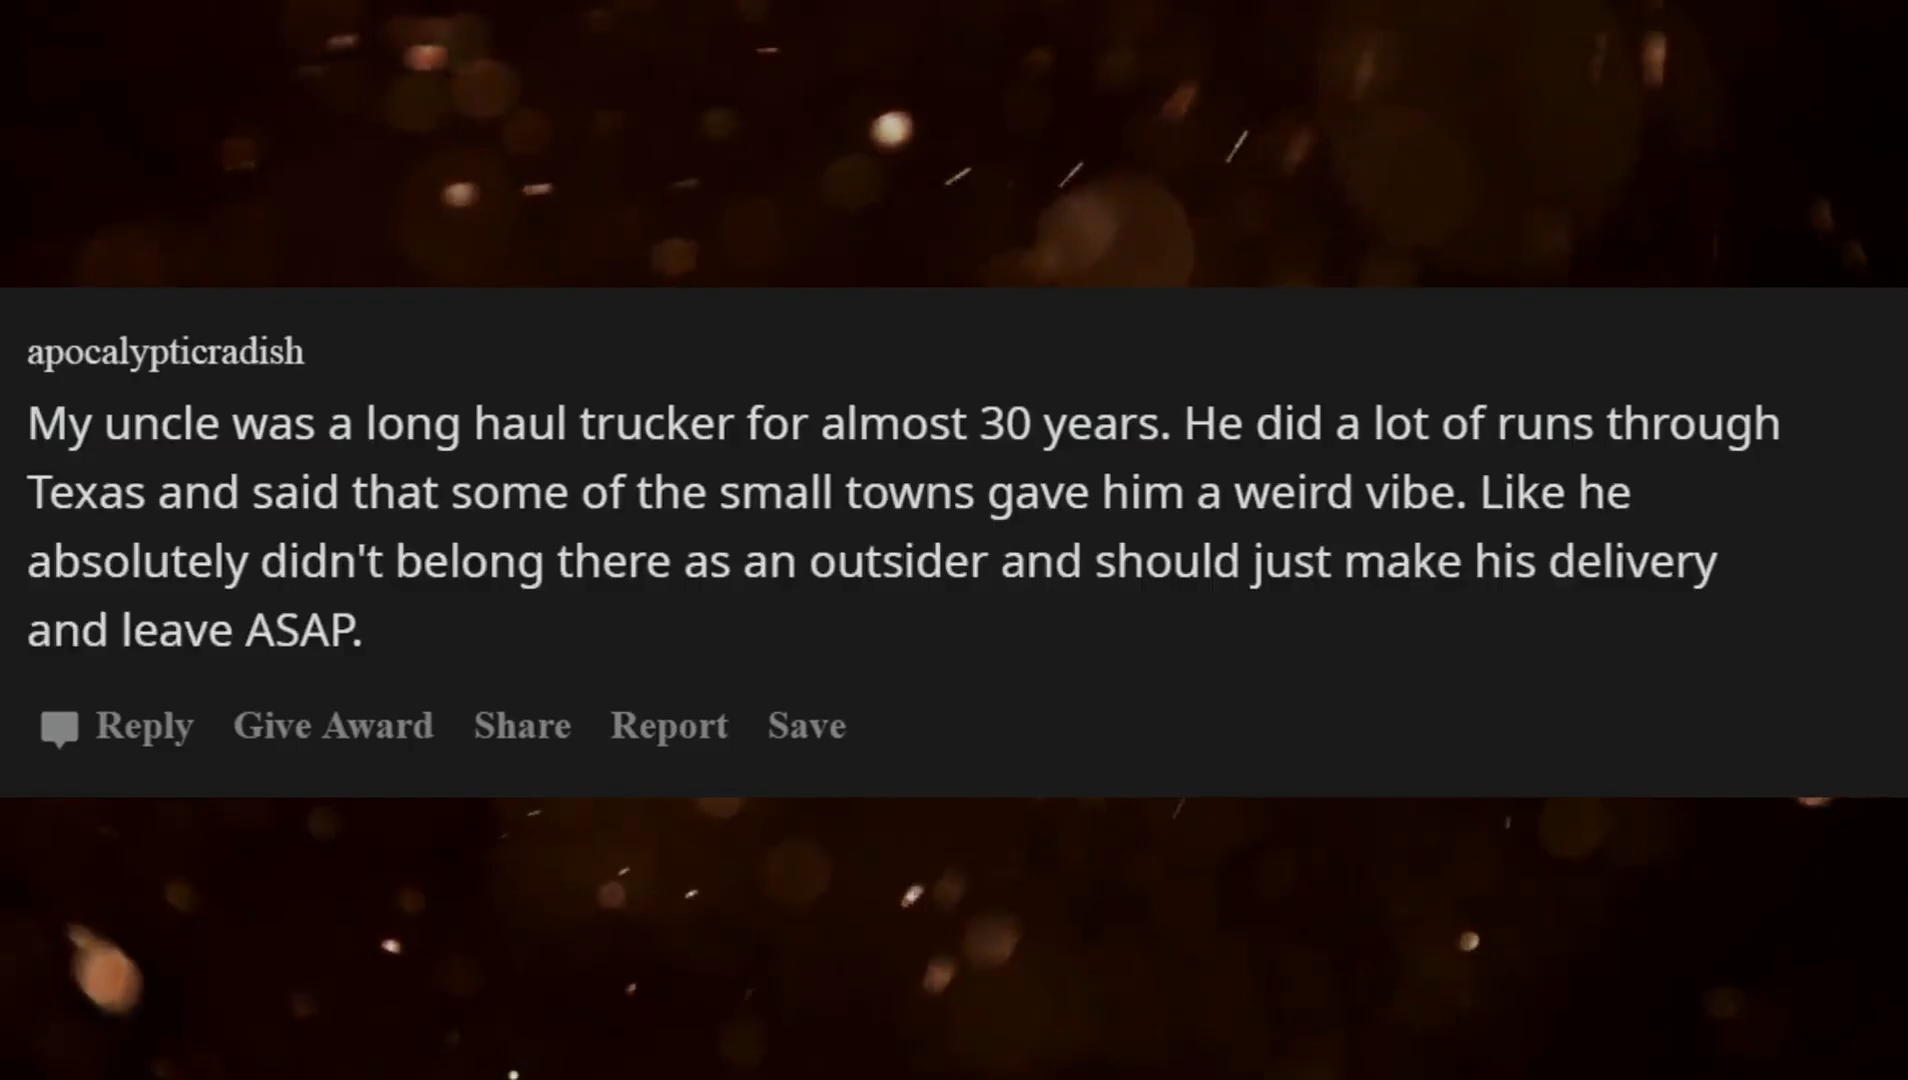 apocalypticradish
My uncle was a long haul trucker for almost 30 years. He did a lot of runs through
Texas and said that some of the small towns gave him a weird vibe. Like he
absolutely didn't belong there as an outsider and should just make his delivery
and leave ASAP.
Reply Give Award Share Report Save